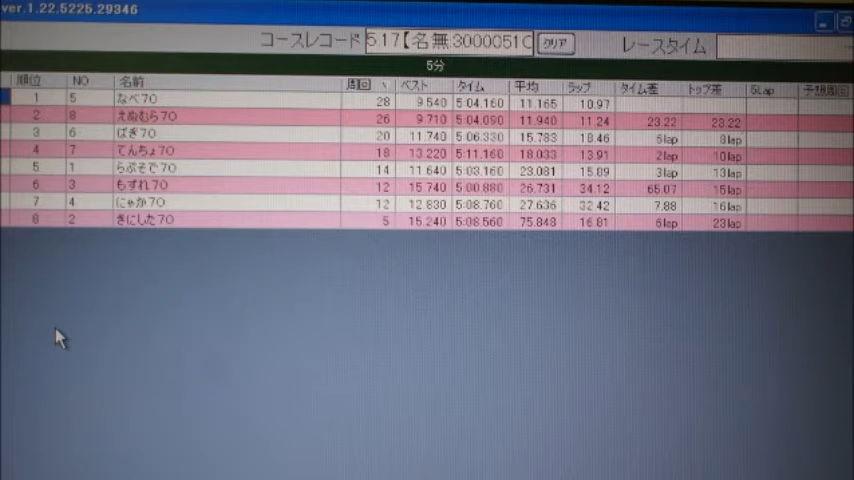 ver.1.22.5225.29346
コースレコード 5.17【名無.3000051C クリア レースタイム
5分
順位 NO 名前 周回 ベスト タイム 平均 ラップ タイム差 トップ差 5Lap 予想周回
1 5 なべ70 28 9.540 5:04.160 11.165 10.97
2 8 えぬむら70 26 9.710 5:04.090 11.940 11.24 23.22 23.22
3 6 ぱぎ70 20 11.740 5:06.330 15.783 18.46 6lap 8lap
4 7 てんちょ70 18 13.220 5:11.160 18.033 13.91 2lap 10lap
5 1 らぷそで70 14 11.640 5:03.160 23.081 15.89 3lap 13lap
6 3 もずれ70 12 15.740 5:00.880 26.731 34.12 65.07 15lap
7 4 にゃか70 12 12.830 5:08.760 27.636 32.42 7.88 16lap
8 2 きにした70 5 15.240 5:08.560 75.848 16.81 6lap 23lap